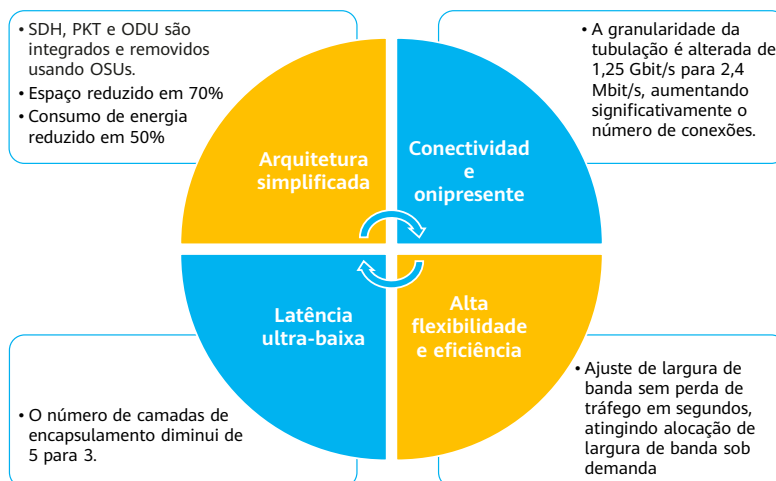 • SDH, PKT e ODU são
integrados e removidos
usando OSUs.
• Espaço reduzido em 70%
• Consumo de energia
reduzido em 50%
• A granularidade da
tubulação é alterada de
1,25 Gbit/s para 2,4
Mbit/s, aumentando
significativamente o
número de conexões.
Arquitetura
simplificada
Conectividad
e
onipresente
Latência
ultra-baixa
Alta
flexibilidade
e eficiência
• O número de camadas de
encapsulamento diminui de
5 para 3.
• Ajuste de largura de
banda sem perda de
tráfego em segundos,
atingindo alocação de
largura de banda sob
demanda